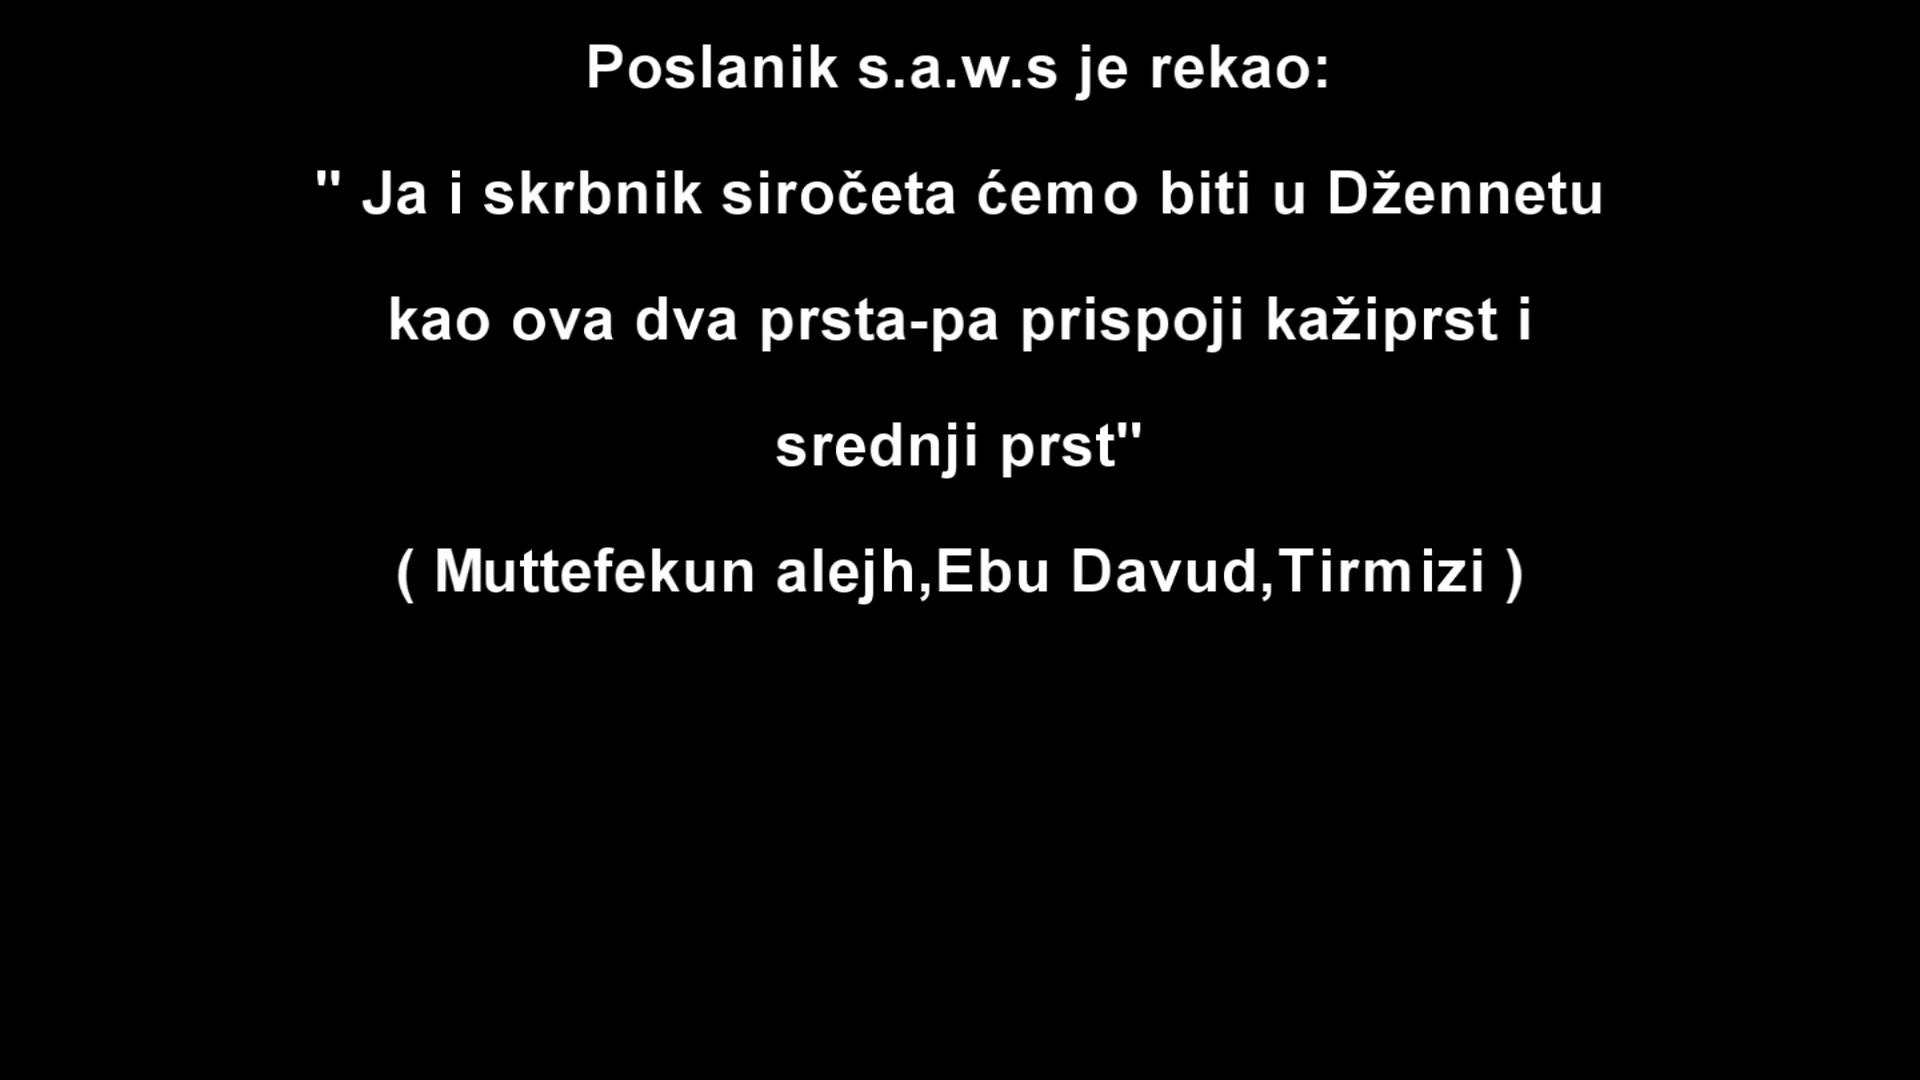 Poslanik s.a.w.s je rekao:
" Ja i skrbnik siročeta ćemo biti u Džennetu
kao ova dva prsta-pa prispoji kažiprst i
srednji prst"
( Muttefekun alejh,Ebu Davud,Tirmizi )